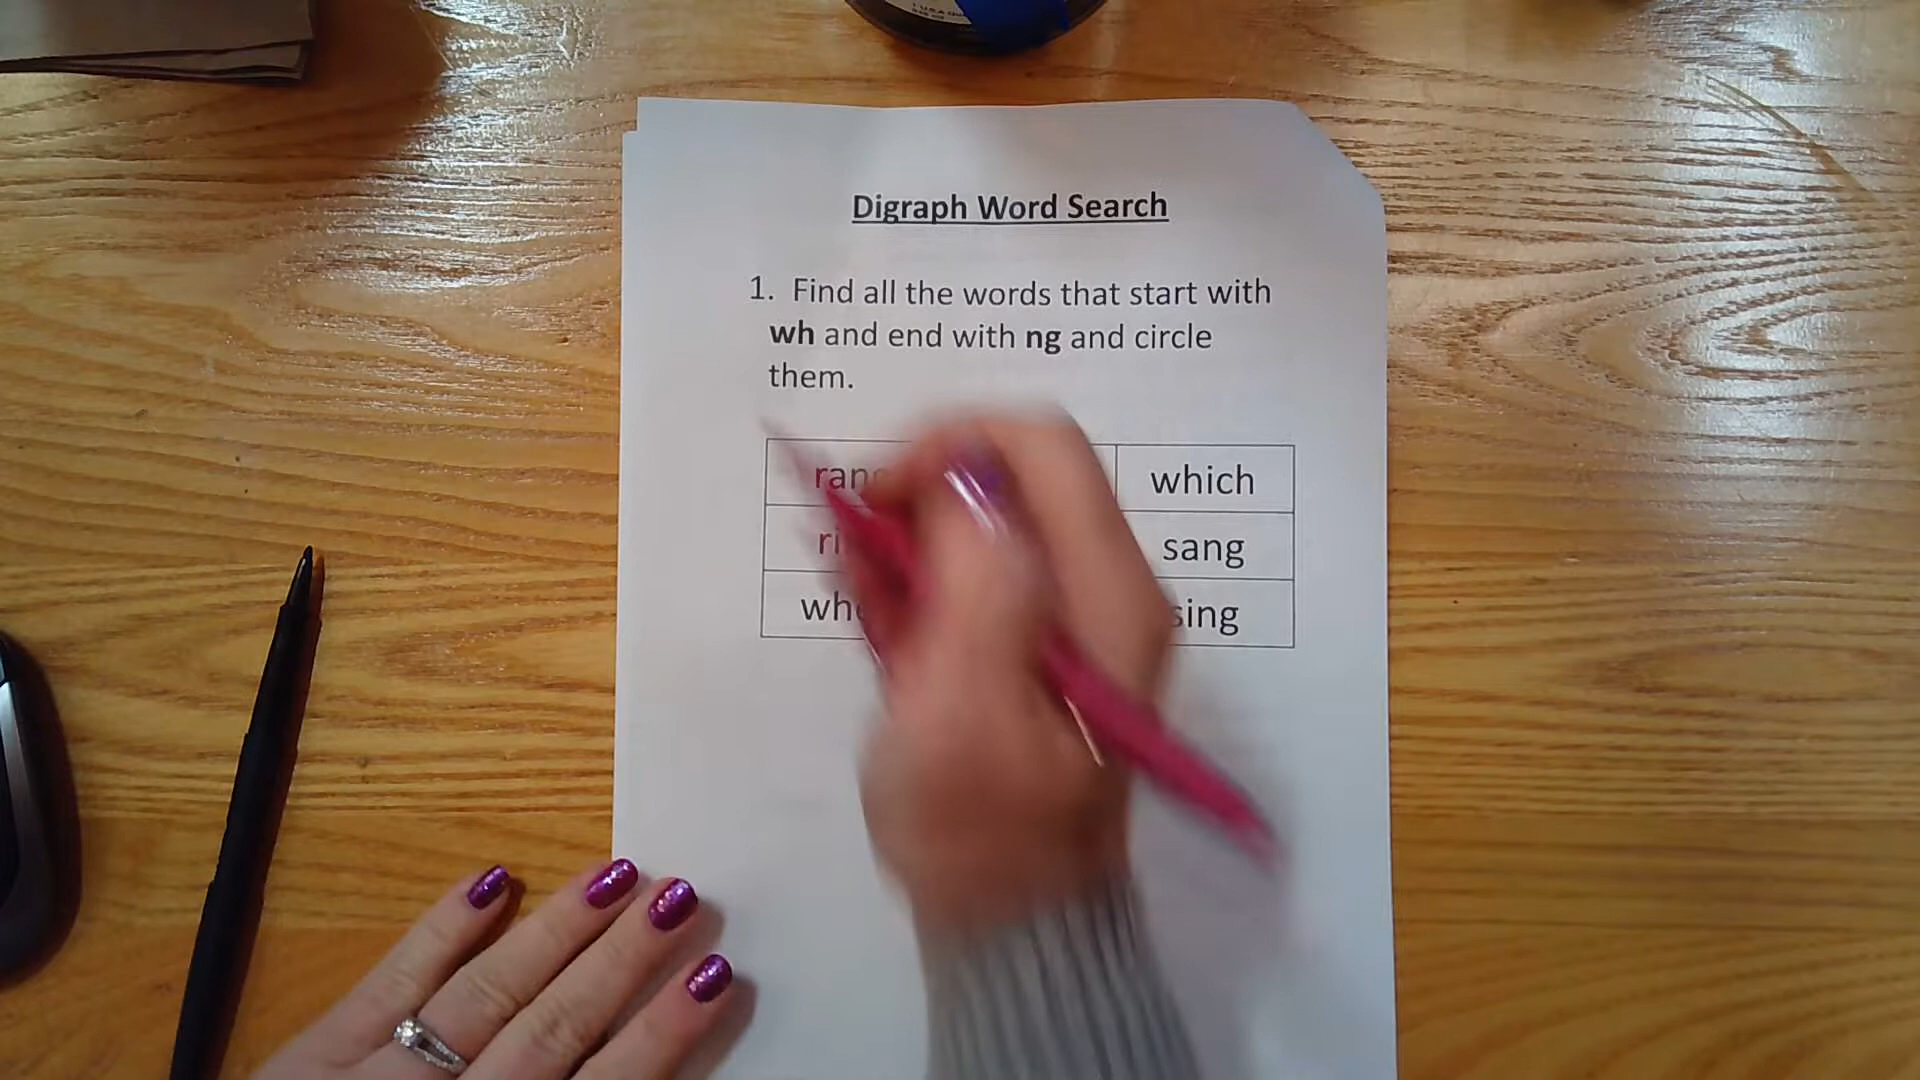 Digraph Word Search
1. Find all the words that start with
wh and end with ng and circle
them.
which
sang
sing